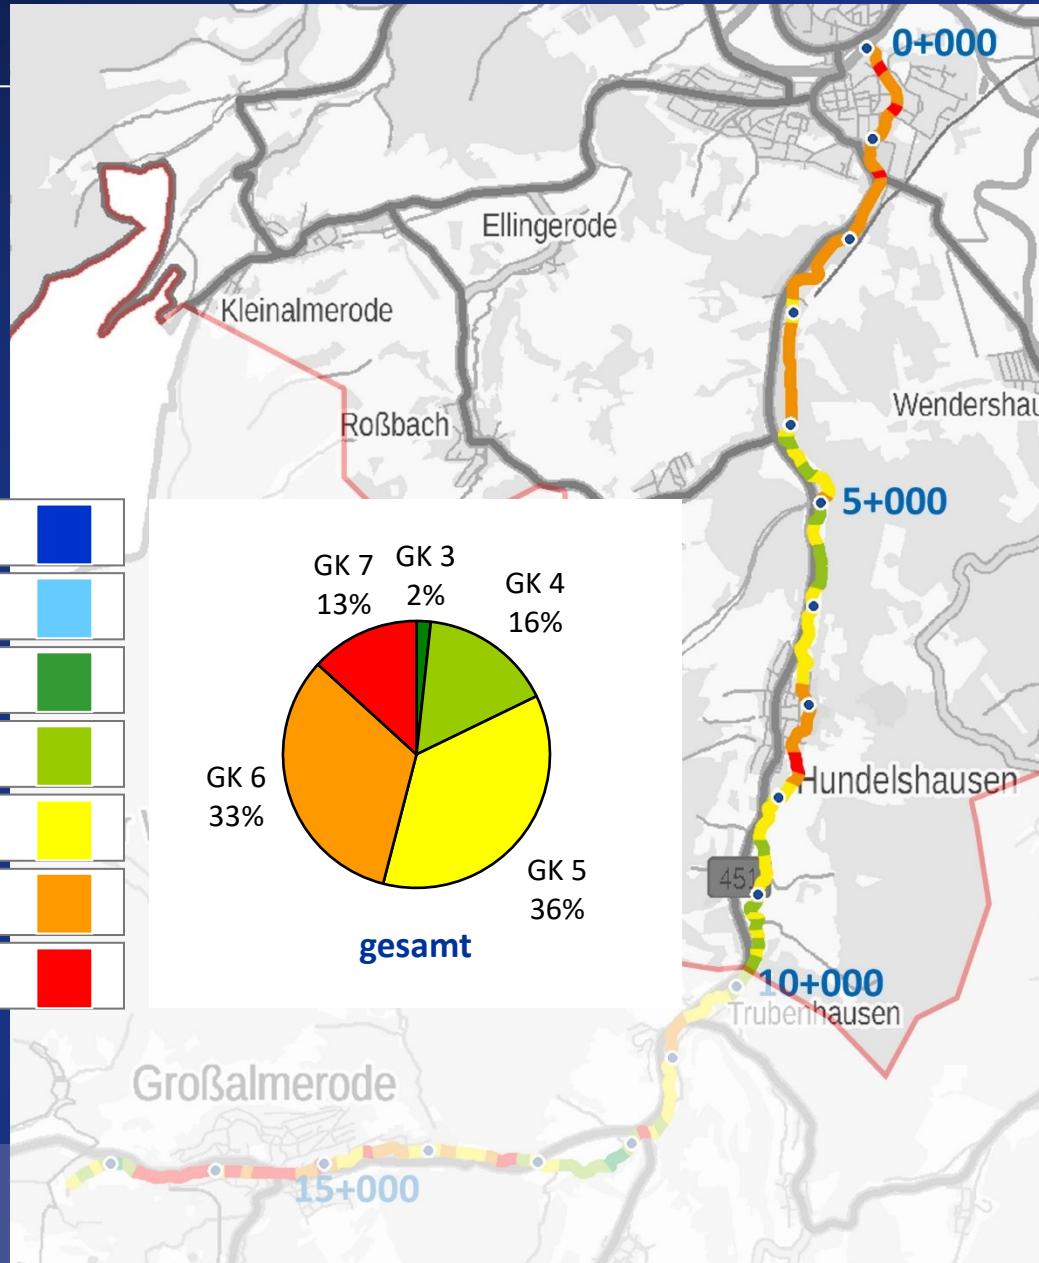 0+000
Ellingerode
Kleinalmerode
Wendershau
Roßbach
5+000
GK 3
2%
GK 7
13%
GK 4
16%
GK 6
33%
Hundelshausen
GK 5
36%
451
gesamt
10+000
Trubenhausen
Großalmerode
15+000